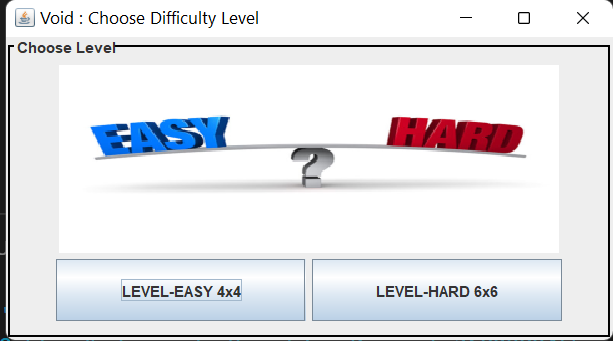 Void : Choose Difficulty Level
Choose Level
EASY HARD
?
LEVEL-EASY 4x4 LEVEL-HARD 6x6